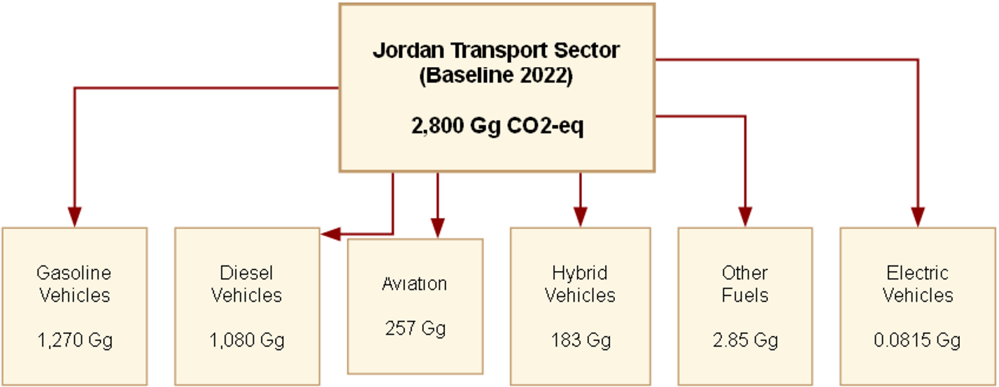 Jordan Transport Sector
(Baseline 2022)
2,800 Gg CO2-eq
Gasoline
Vehicles
1,270 Gg
Diesel
Vehicles
1,080 Gg
Aviation
257 Gg
Hybrid
Vehicles
183 Gg
Other
Fuels
2.85 Gg
Electric
Vehicles
0.0815 Gg